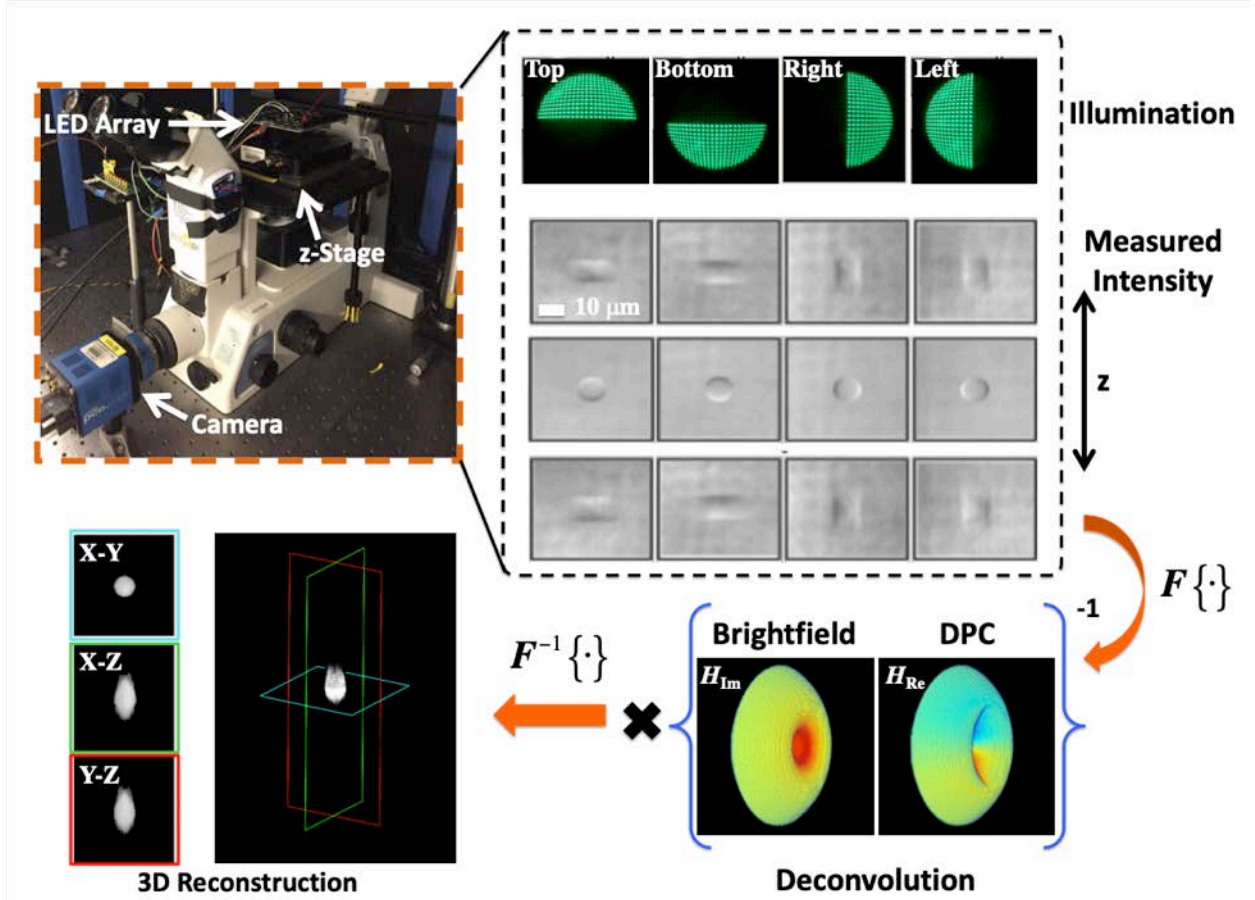 LED Array
z-Stage
Camera
Top
Bottom
Right
Left
Illumination
10 μm
Measured
Intensity
z
F{·}
-1
Brightfield
DPC
H_Im
H_Re
Deconvolution
F⁻¹{·}
X-Y
X-Z
Y-Z
3D Reconstruction